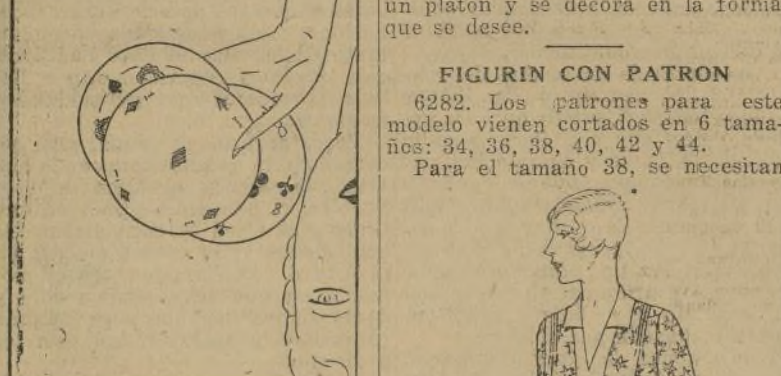 un platón y se decora en la forma
que se desee.
FIGURIN CON PATRON
6282. Los patrones para este
modelo vienen cortados en 6 tama-
ños: 34, 36, 38, 40, 42 y 44.
Para el tamaño 38, se necesitan